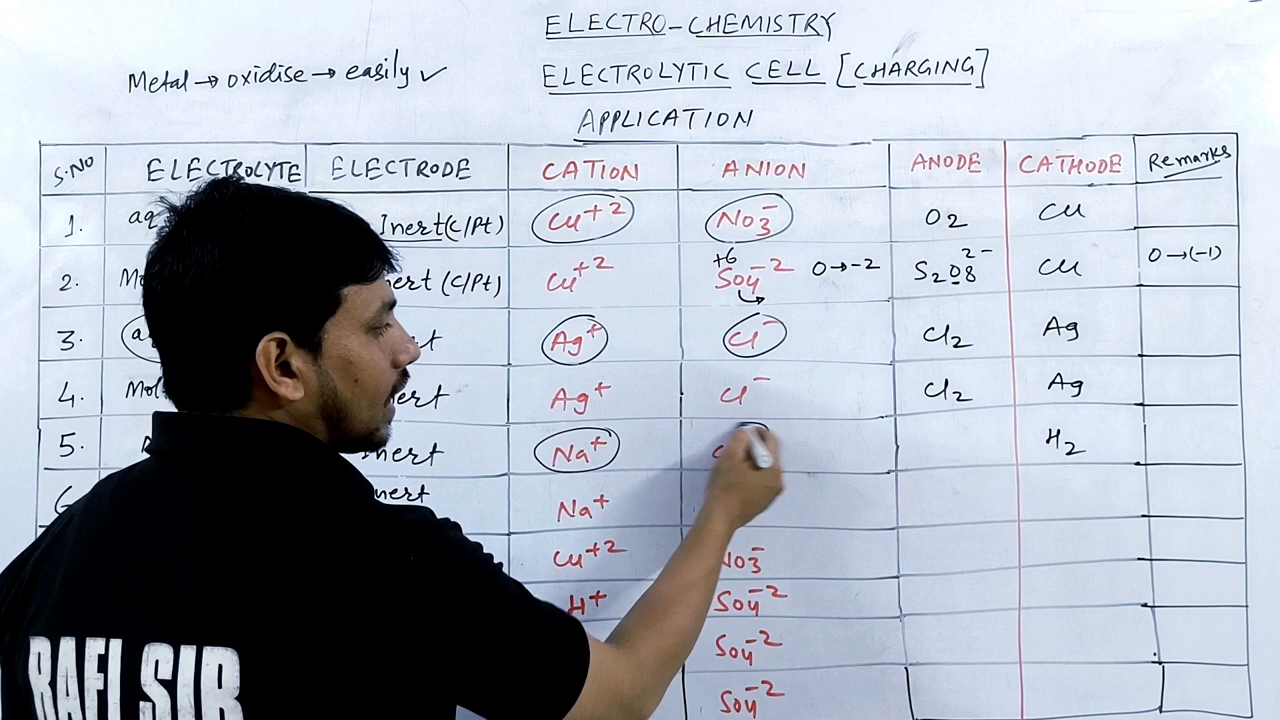 ELECTRO-CHEMISTRY
Metal → oxidise → easily ✓
ELECTROLYTIC CELL [CHARGING]
APPLICATION
S.NO ELECTROLYTE ELECTRODE CATION ANION ANODE CATHODE Remarks
1. aq Inert (C/Pt) Cu+2 NO3- O2 Cu
2. Mo ert (C/Pt) Cu+2 +6 SO4-2 0→-2 S2O8 2- Cu 0→(-1)
3. a t Ag+ Cl- Cl2 Ag
4. Mol ert Ag+ Cl- Cl2 Ag
5. Inert Na+ H2
6 nert Na+
Cu+2 NO3-
H+ SO4-2
SO4-2
SO4-2
RAFI SIR